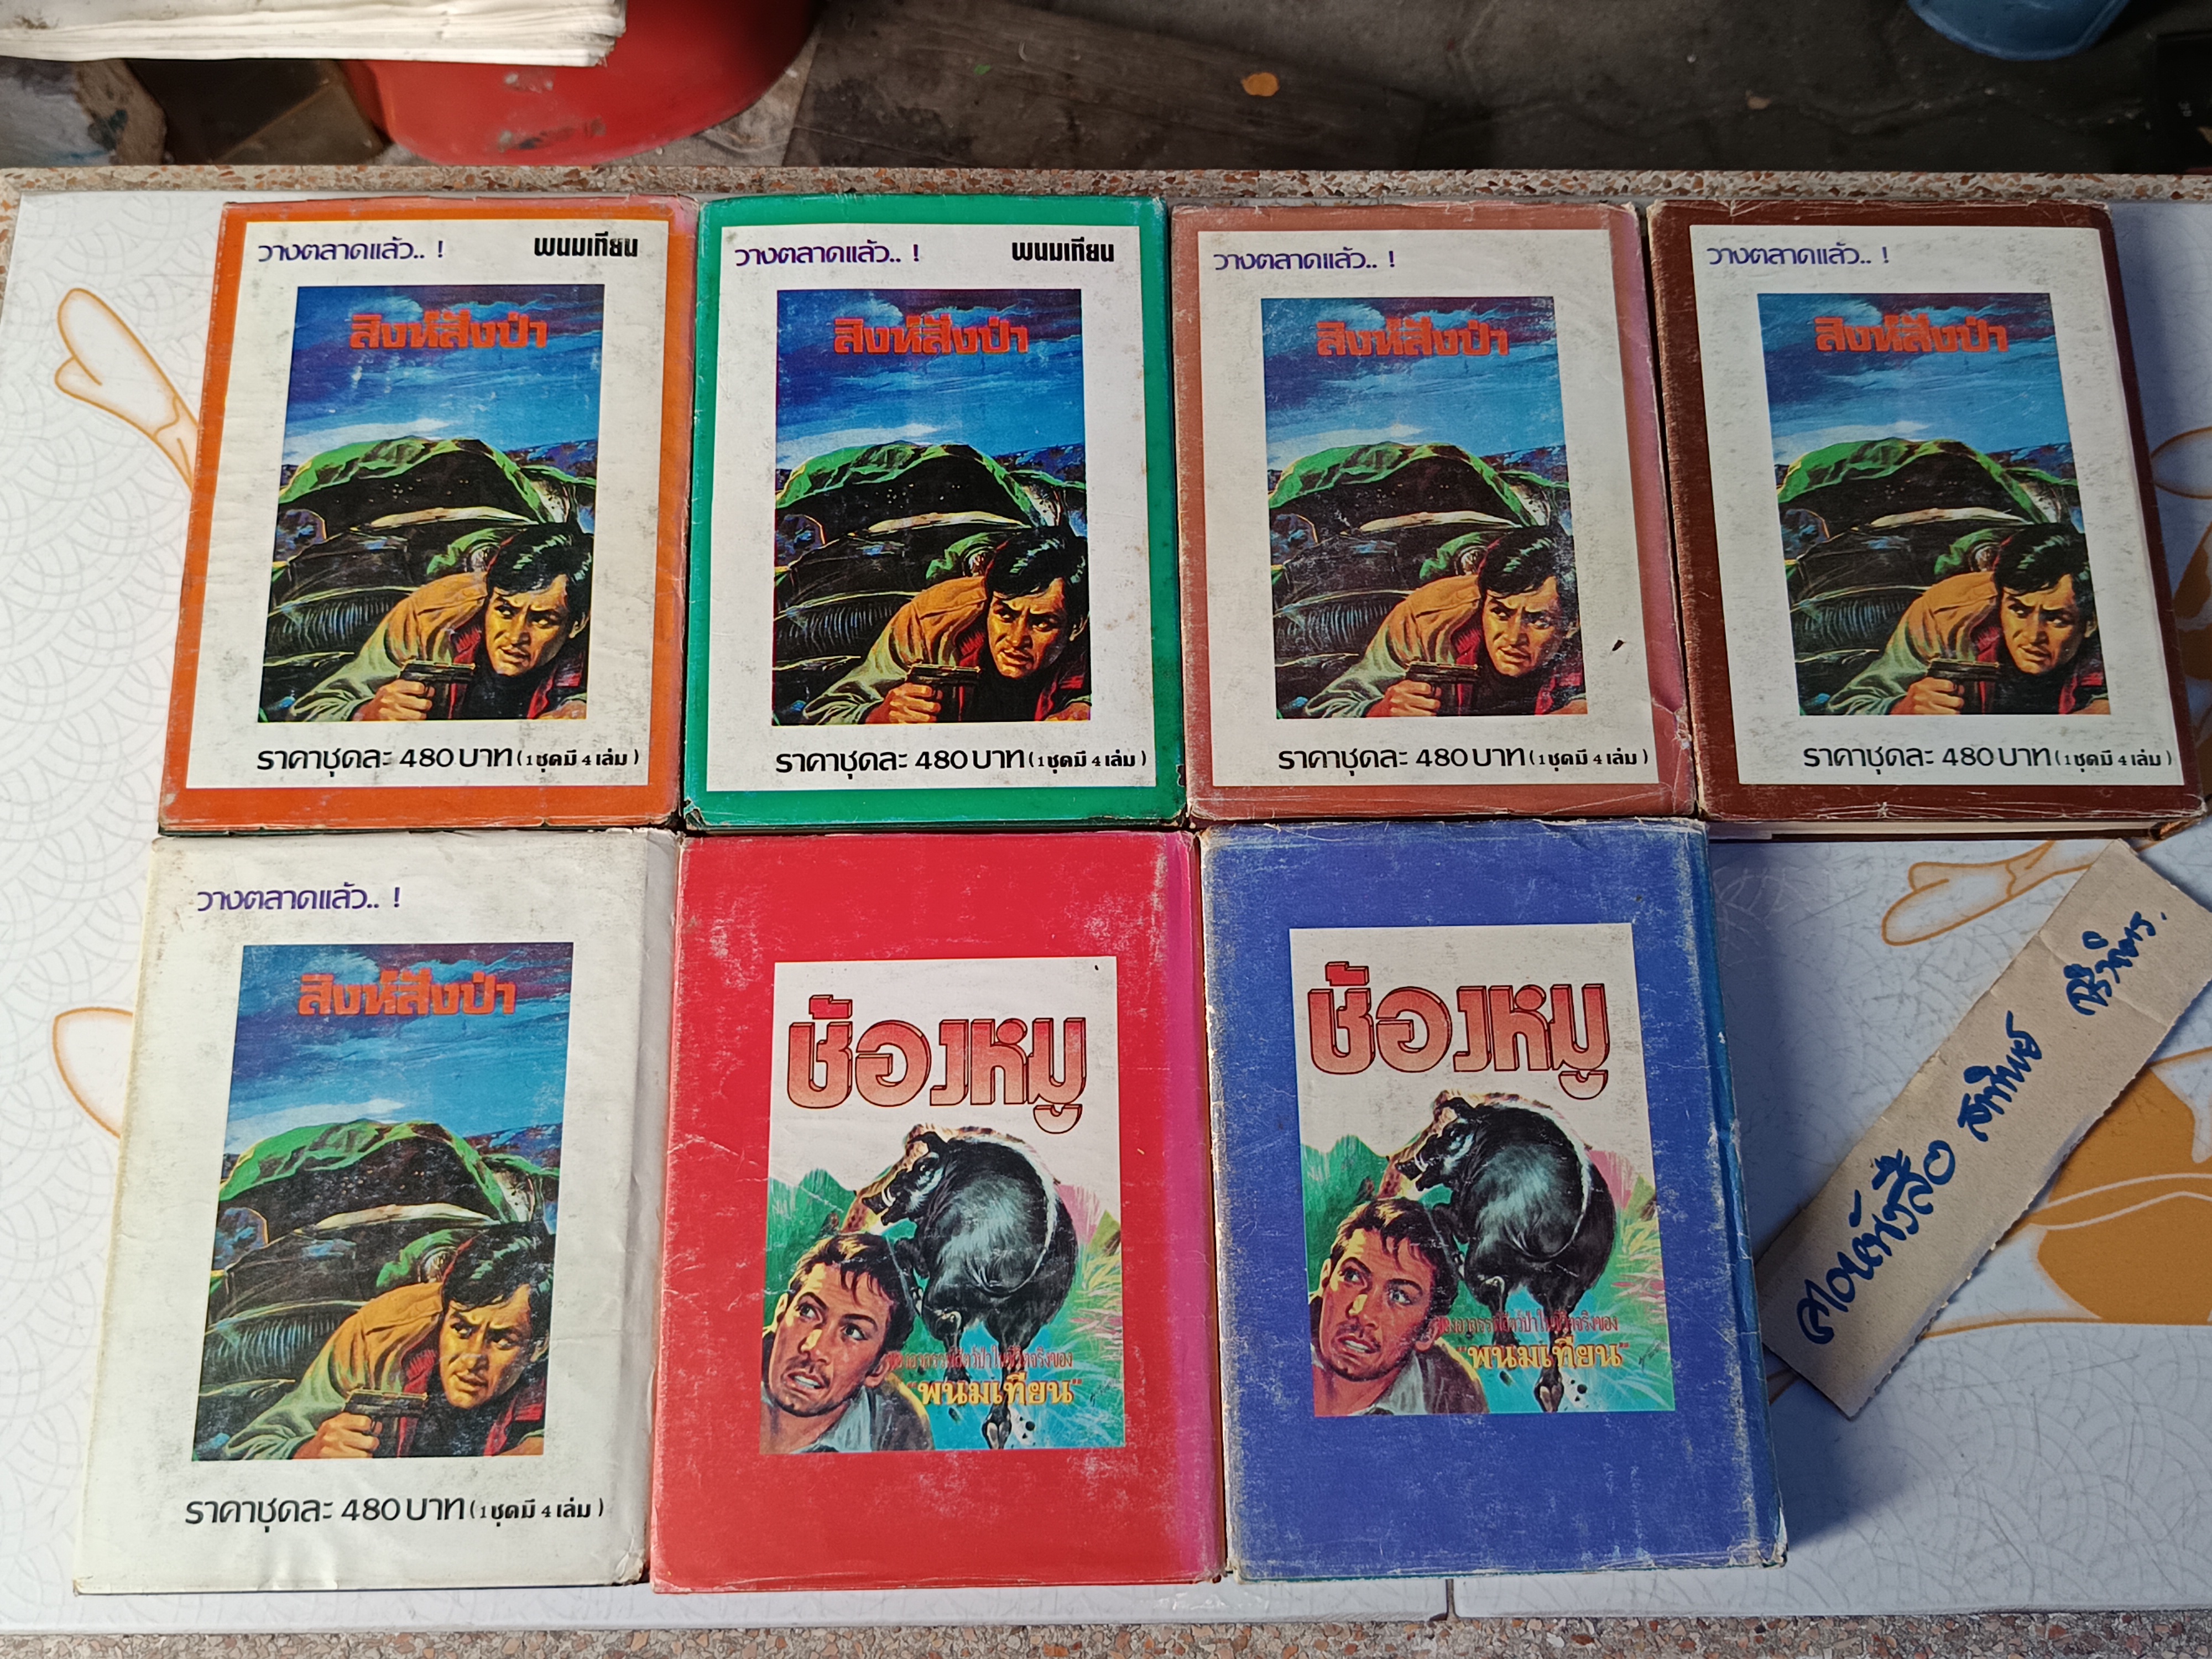 วางตลาดแล้ว.. ! พนมเทียน
สิงห์สั่งป่า
ราคาชุดละ 480 บาท ( 1 ชุดมี 4 เล่ม )
วางตลาดแล้ว.. ! พนมเทียน
สิงห์สั่งป่า
ราคาชุดละ 480 บาท ( 1 ชุดมี 4 เล่ม )
วางตลาดแล้ว.. !
สิงห์สั่งป่า
ราคาชุดละ 480 บาท ( 1 ชุดมี 4 เล่ม )
วางตลาดแล้ว.. !
สิงห์สั่งป่า
ราคาชุดละ 480 บาท ( 1 ชุดมี 4 เล่ม )
วางตลาดแล้ว.. !
สิงห์สั่งป่า
ราคาชุดละ 480 บาท ( 1 ชุดมี 4 เล่ม )
ช้องหมู
"พนมเทียน"
ช้องหมู
"พนมเทียน"